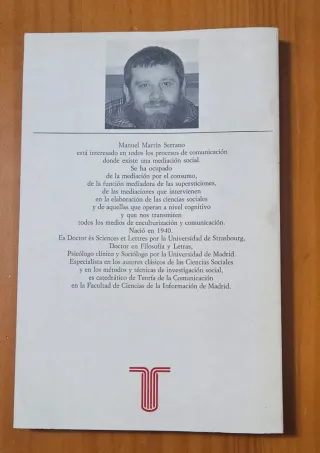 Manuel Martín Serrano
está interesado en todos los procesos de comunicación
donde existe una mediación social.
Se ha ocupado
de la mediación por el consumo,
de la función mediadora de las supersticiones,
de las mediaciones que intervienen
en la elaboración de las ciencias sociales
y de aquellas que operan a nivel cognitivo
y que nos transmiten
todos los medios de enculturización y comunicación.
Nació en 1940.
Es Doctor ès Sciences et Lettres por la Universidad de Strasbourg,
Doctor en Filosofía y Letras,
Psicólogo clínico y Sociólogo por la Universidad de Madrid.
Especialista en los autores clásicos de las Ciencias Sociales
y en los métodos y técnicas de investigación social,
es catedrático de Teoría de la Comunicación
en la Facultad de Ciencias de la Información de Madrid.